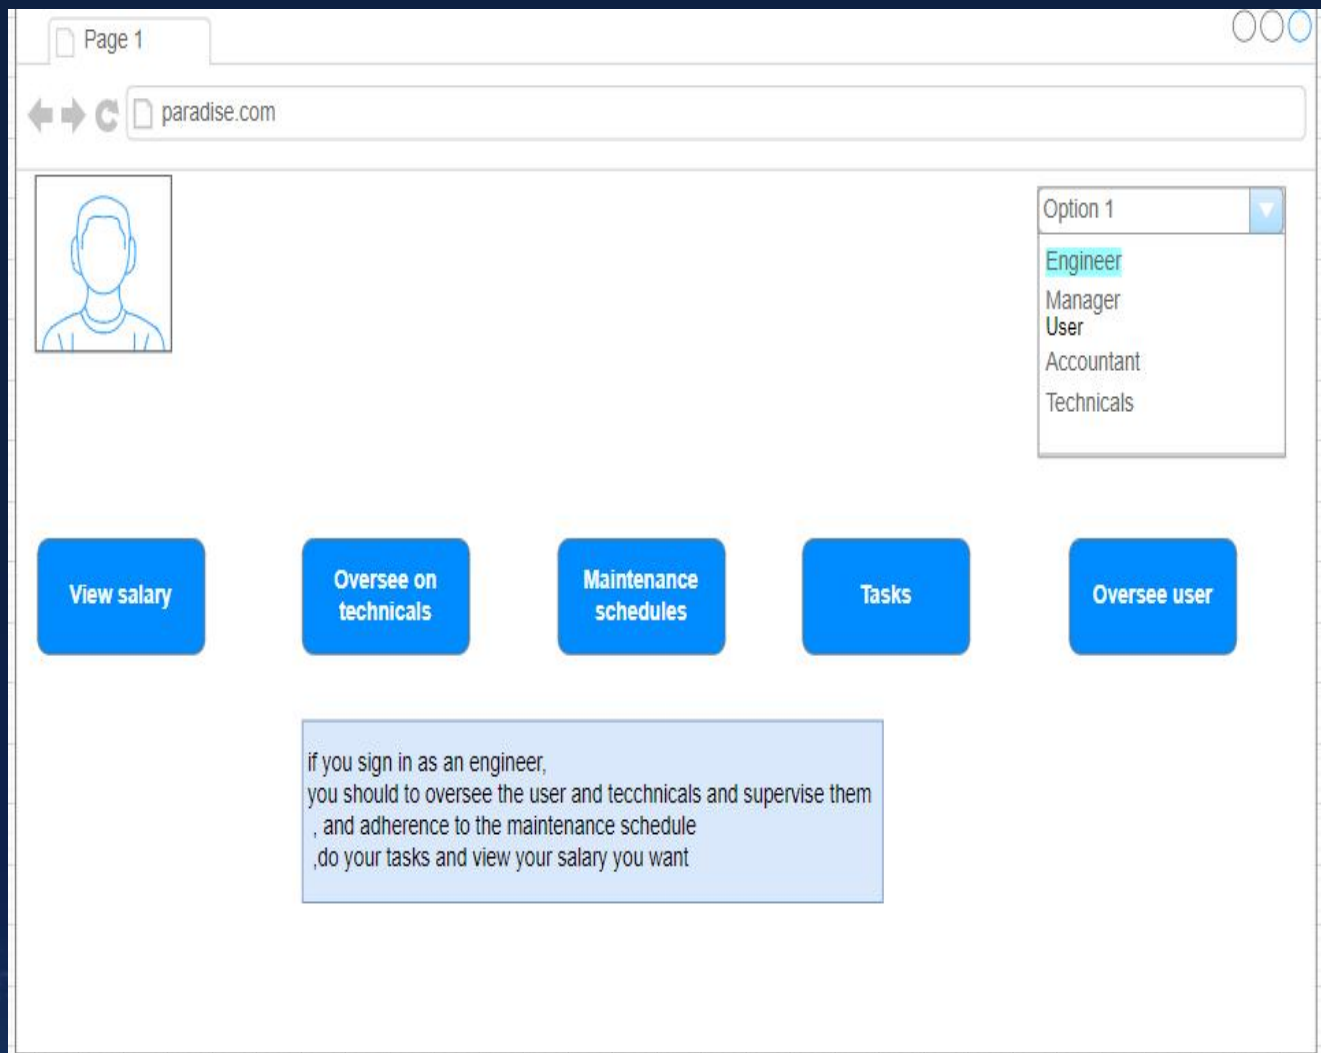 Page 1
paradise.com
Option 1
Engineer
Manager
User
Accountant
Technicals
View salary
Oversee on
technicals
Maintenance
schedules
Tasks
Oversee user
if you sign in as an engineer,
you should to oversee the user and tecchnicals and supervise them
, and adherence to the maintenance schedule
,do your tasks and view your salary you want